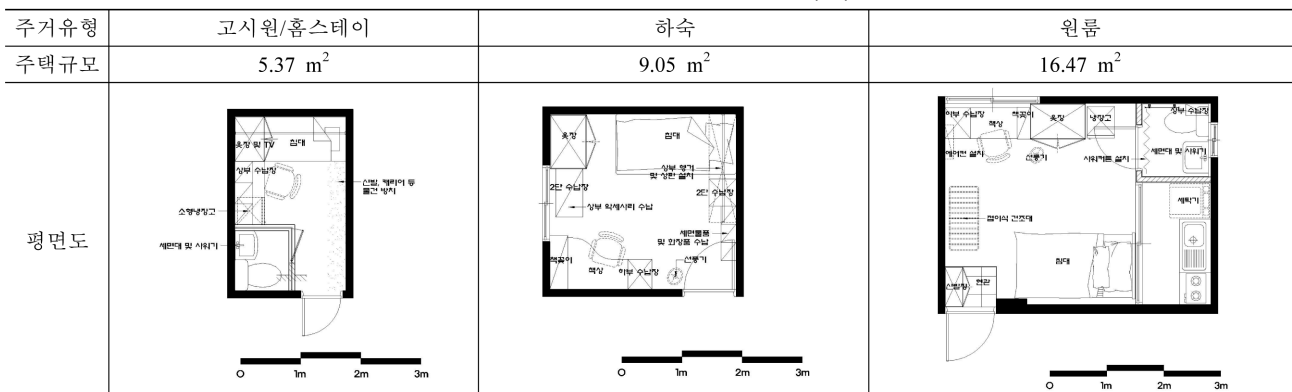 주거유형 고시원/홈스테이 하숙 원룸
주택규모 5.37 m² 9.05 m² 16.47 m²
평면도
옷장 및 TV
침대
상부 수납장
신발, 캐리어 등
물건 방치
소형냉장고
세면대 및 샤워기
0 1m 2m 3m
옷장
침대
상부 행거
및 상판 설치
2단 수납장
2단 수납장
상부 악세사리 수납
세면물품
및 화장품 수납
책꽂이
책상
하부 수납장
선풍기
0 1m 2m 3m
하부 수납장
책상
책꽂이
옷장
냉장고
상부 수납장
에어컨 설치
선풍기
샤워커튼 설치
세면대 및 샤워기
세탁기
접이식 건조대
침대
신발장
현관
0 1m 2m 3m